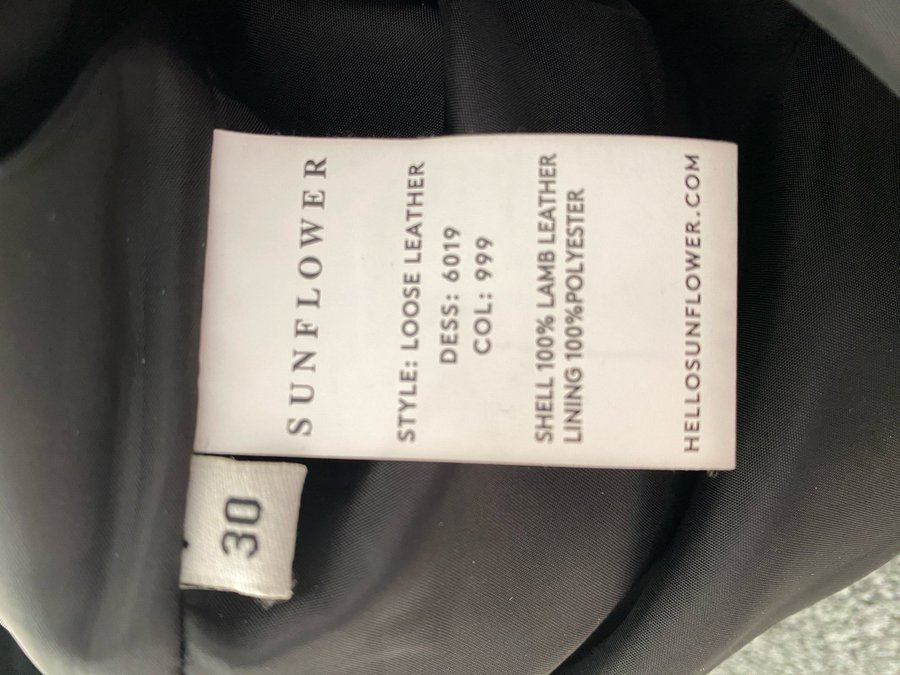 SUNFLOWER
STYLE: LOOSE LEATHER
DESS: 6019
COL: 999
SHELL 100% LAMB LEATHER
LINING 100%POLYESTER
HELLOSUNFLOWER.COM
30